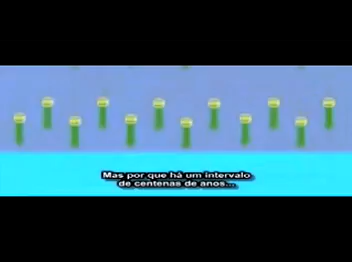 Mas por que há um intervalo
de centenas de anos...